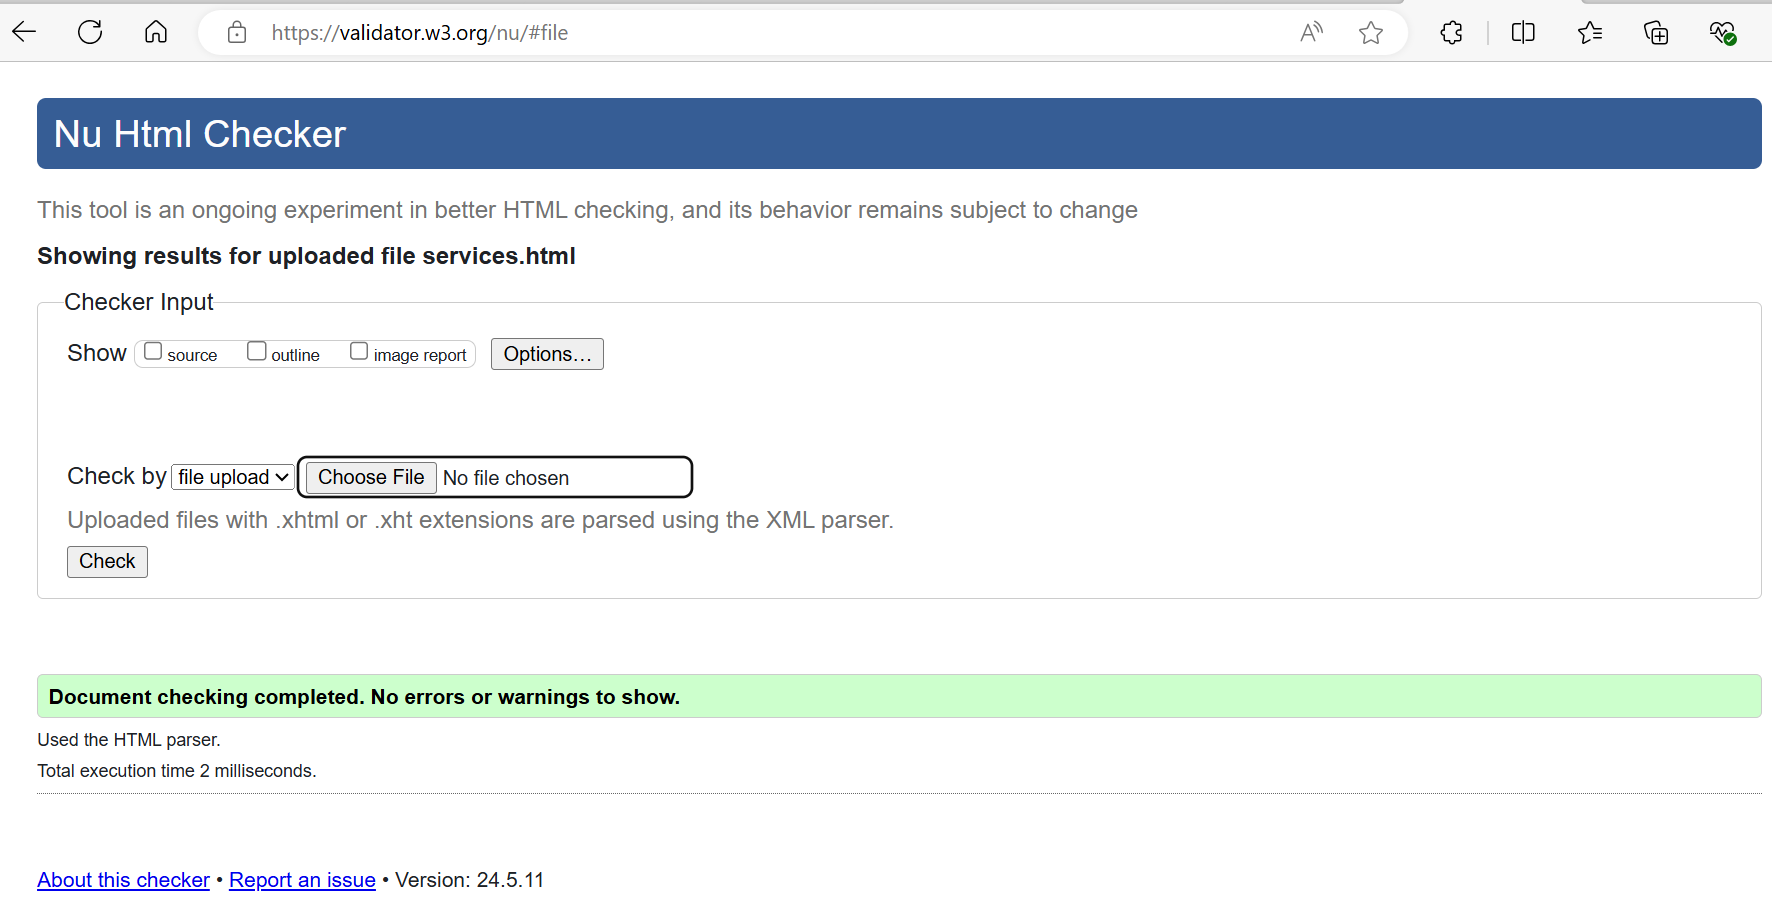 https://validator.w3.org/nu/#file
Nu Html Checker
This tool is an ongoing experiment in better HTML checking, and its behavior remains subject to change
Showing results for uploaded file services.html
Checker Input
Show source outline image report Options…
Check by file upload Choose File No file chosen
Uploaded files with .xhtml or .xht extensions are parsed using the XML parser.
Check
Document checking completed. No errors or warnings to show.
Used the HTML parser.
Total execution time 2 milliseconds.
About this checker • Report an issue • Version: 24.5.11